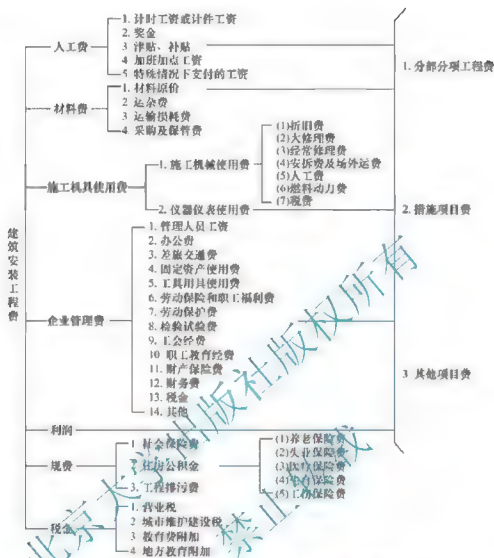 人工费
1. 计时工资或计件工资
2. 奖金
3 津贴、补贴
4 加班加点工资
5 特殊情况下支付的工资
材料费
1. 材料原价
2 运杂费
3 运输损耗费
4 采购及保管费
施工机具使用费
1. 施工机械使用费
(1)折旧费
(2)大修理费
(3)经常修理费
(4)安拆费及场外运费
(5)人工费
(6)燃料动力费
(7)税费
2. 仪器仪表使用费
建筑安装工程费
企业管理费
1. 管理人员工资
2. 办公费
3. 差旅交通费
4. 固定资产使用费
5. 工具用具使用费
6. 劳动保险和职工福利费
7. 劳动保护费
8. 检验试验费
9. 工会经费
10 职工教育经费
11. 财产保险费
12. 财务费
13. 税金
14. 其他
利润
规费
1 社会保险费
2 住房公积金
3. 工程排污费
(1)养老保险费
(2)失业保险费
(3)医疗保险费
(4)生育保险费
(5)工伤保险费
税金
1. 营业税
2 城市维护建设税
3 教育费附加
4 地方教育附加
1. 分部分项工程费
2. 措施项目费
3 其他项目费
北京大学出版社版权所有
禁止转载